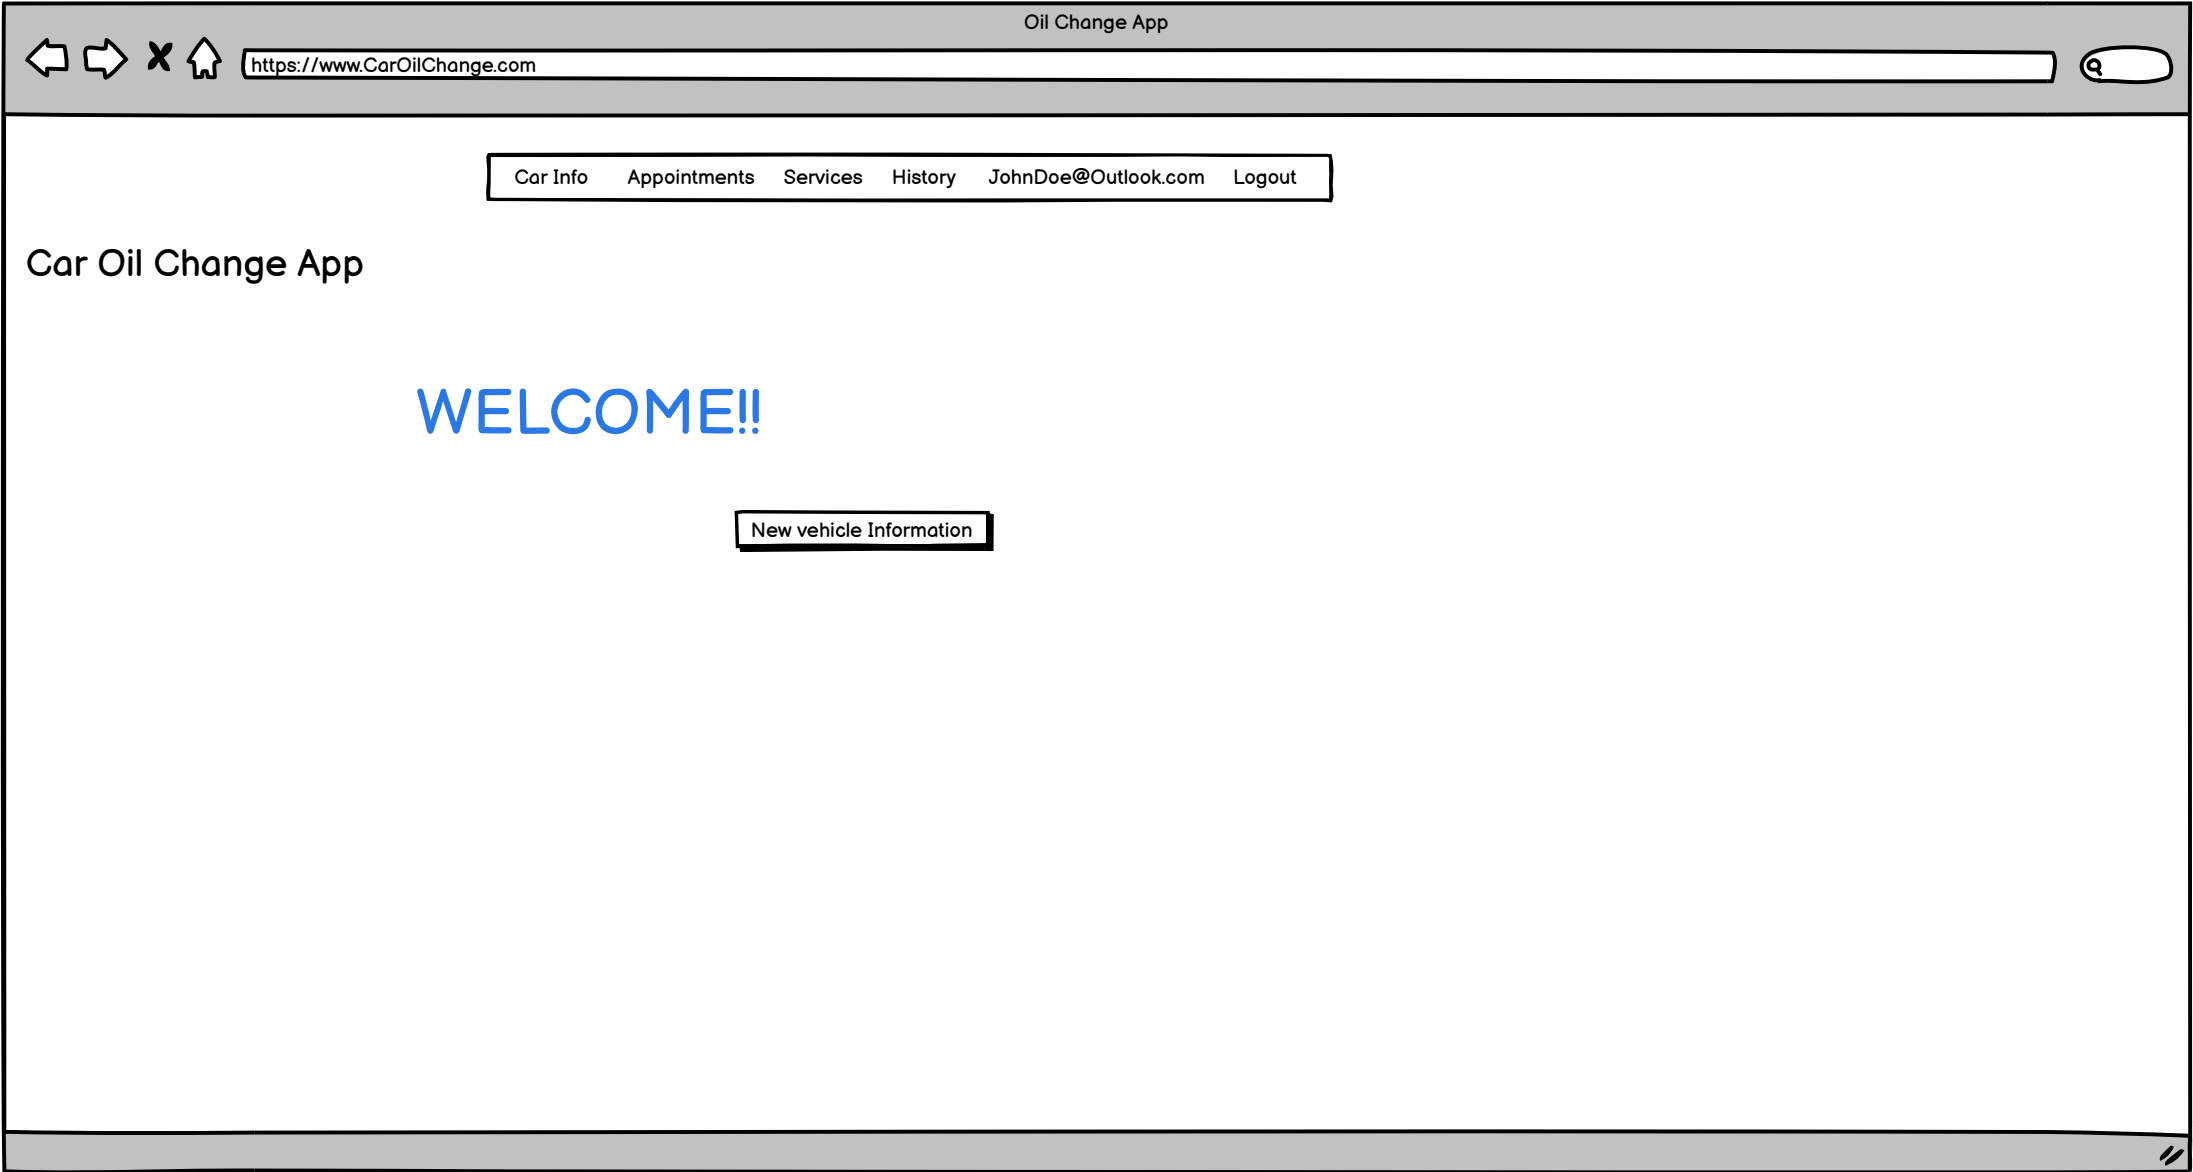 Oil Change App
https://www.CarOilChange.com
Car Info Appointments Services History JohnDoe@Outlook.com Logout
Car Oil Change App
WELCOME!!
New vehicle Information